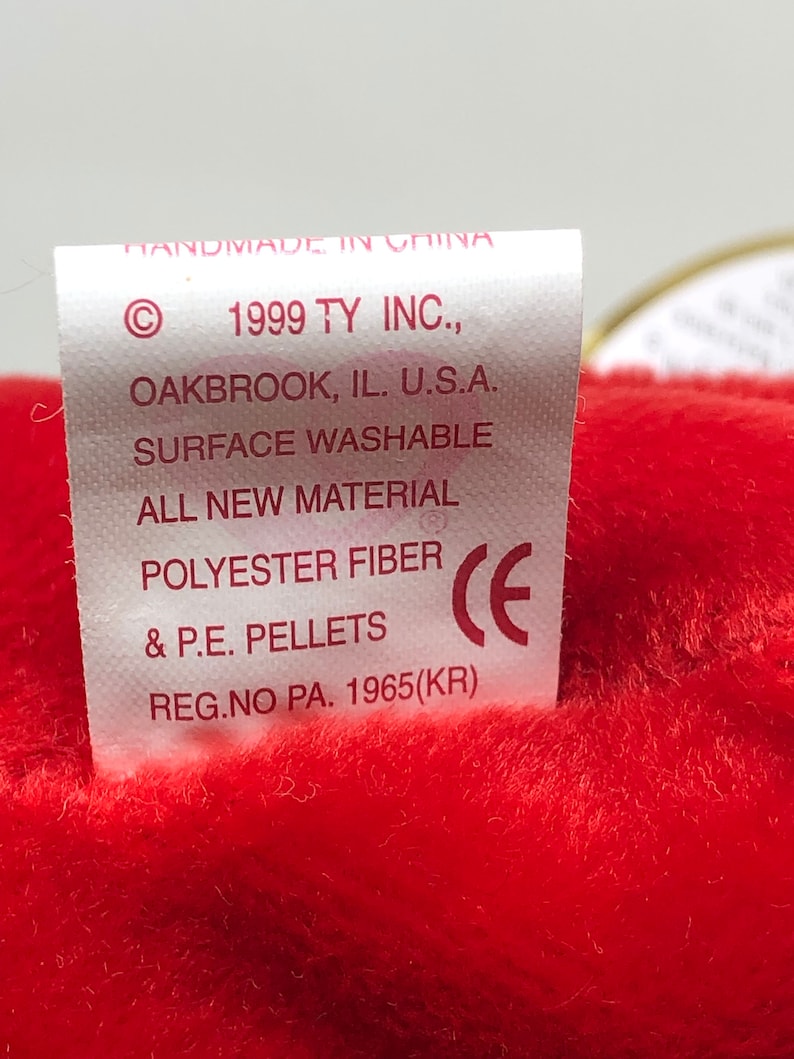 HANDMADE IN CHINA
© 1999 TY INC.,
OAKBROOK, IL. U.S.A.
SURFACE WASHABLE
ALL NEW MATERIAL
POLYESTER FIBER
& P.E. PELLETS
CE
REG.NO PA. 1965(KR)
®